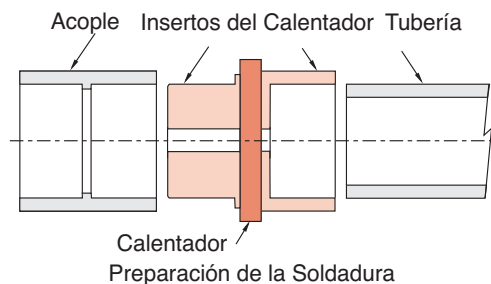 Acople Insertos del Calentador Tubería
Calentador
Preparación de la Soldadura